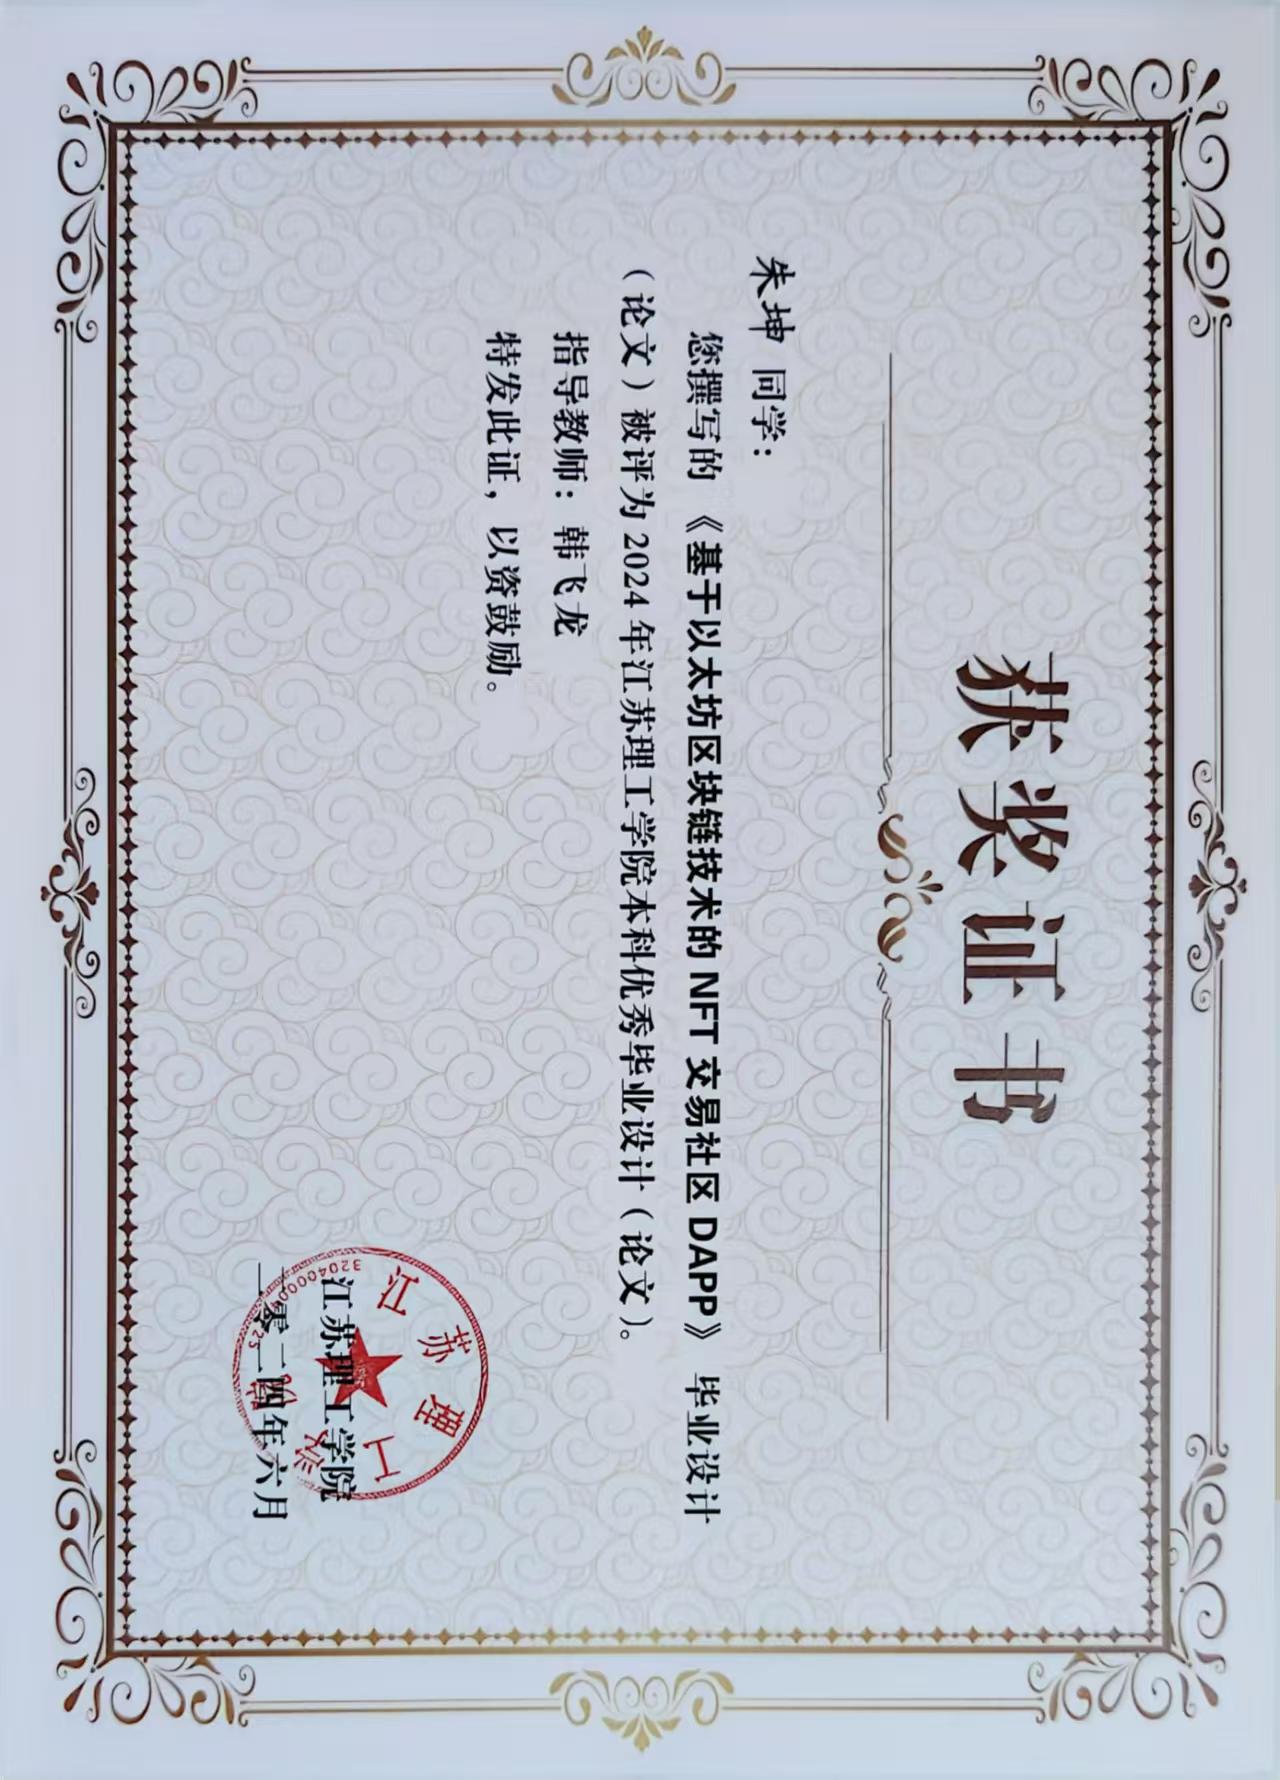 获奖证书
朱坤 同学：
您撰写的《基于以太坊区块链技术的 NFT 交易社区 DAPP》毕业设计
（论文）被评为 2024 年江苏理工学院本科优秀毕业设计（论文）。
指导教师：韩飞龙
特发此证，以资鼓励。
江苏理工学院
二零二四年六月
江苏理工学院